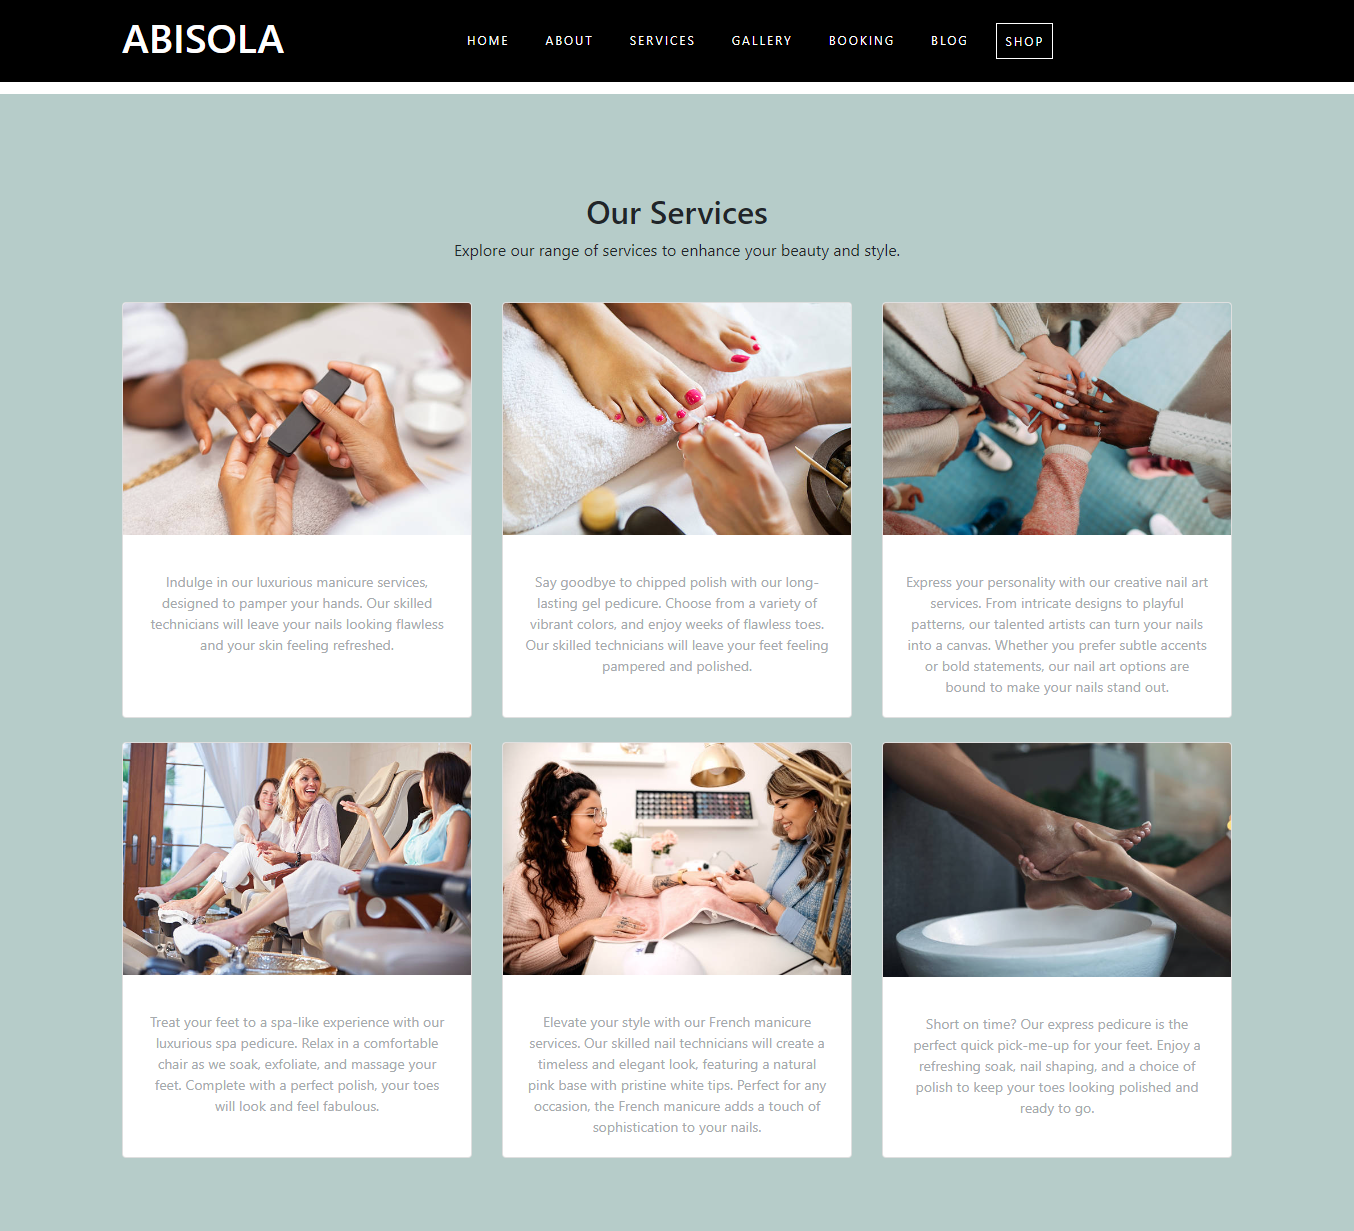 ABISOLA
HOME ABOUT SERVICES GALLERY BOOKING BLOG SHOP
Our Services
Explore our range of services to enhance your beauty and style.
Indulge in our luxurious manicure services,
designed to pamper your hands. Our skilled
technicians will leave your nails looking flawless
and your skin feeling refreshed.
Say goodbye to chipped polish with our long-
lasting gel pedicure. Choose from a variety of
vibrant colors, and enjoy weeks of flawless toes.
Our skilled technicians will leave your feet feeling
pampered and polished.
Express your personality with our creative nail art
services. From intricate designs to playful
patterns, our talented artists can turn your nails
into a canvas. Whether you prefer subtle accents
or bold statements, our nail art options are
bound to make your nails stand out.
Treat your feet to a spa-like experience with our
luxurious spa pedicure. Relax in a comfortable
chair as we soak, exfoliate, and massage your
feet. Complete with a perfect polish, your toes
will look and feel fabulous.
Elevate your style with our French manicure
services. Our skilled nail technicians will create a
timeless and elegant look, featuring a natural
pink base with pristine white tips. Perfect for any
occasion, the French manicure adds a touch of
sophistication to your nails.
Short on time? Our express pedicure is the
perfect quick pick-me-up for your feet. Enjoy a
refreshing soak, nail shaping, and a choice of
polish to keep your toes looking polished and
ready to go.